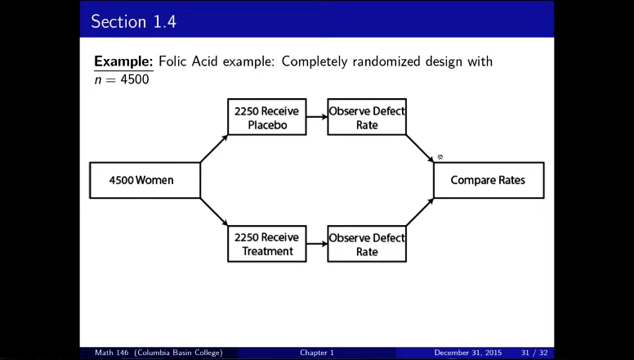 Section 1.4
Example: Folic Acid example: Completely randomized design with
n = 4500
2250 Receive
Placebo
Observe Defect
Rate
4500 Women
Compare Rates
2250 Receive
Treatment
Observe Defect
Rate
Math 146 (Columbia Basin College) Chapter 1 December 31, 2015 31 / 32